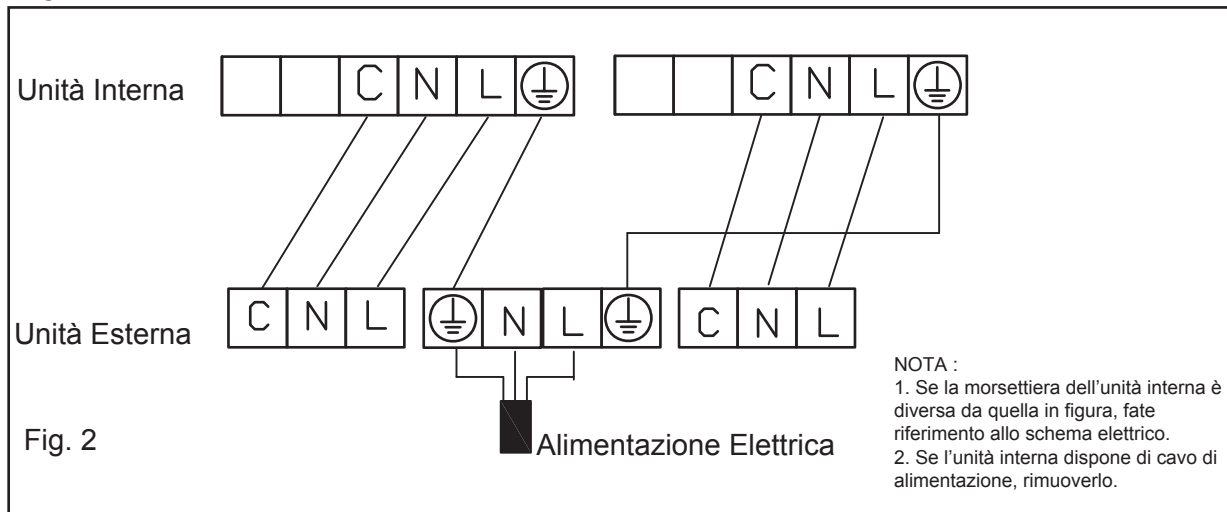 Unità Interna
C N L
C N L
Unità Esterna
C N L
N L
C N L
Fig. 2
Alimentazione Elettrica
NOTA :
1. Se la morsettiera dell’unità interna è
diversa da quella in figura, fate
riferimento allo schema elettrico.
2. Se l’unità interna dispone di cavo di
alimentazione, rimuoverlo.